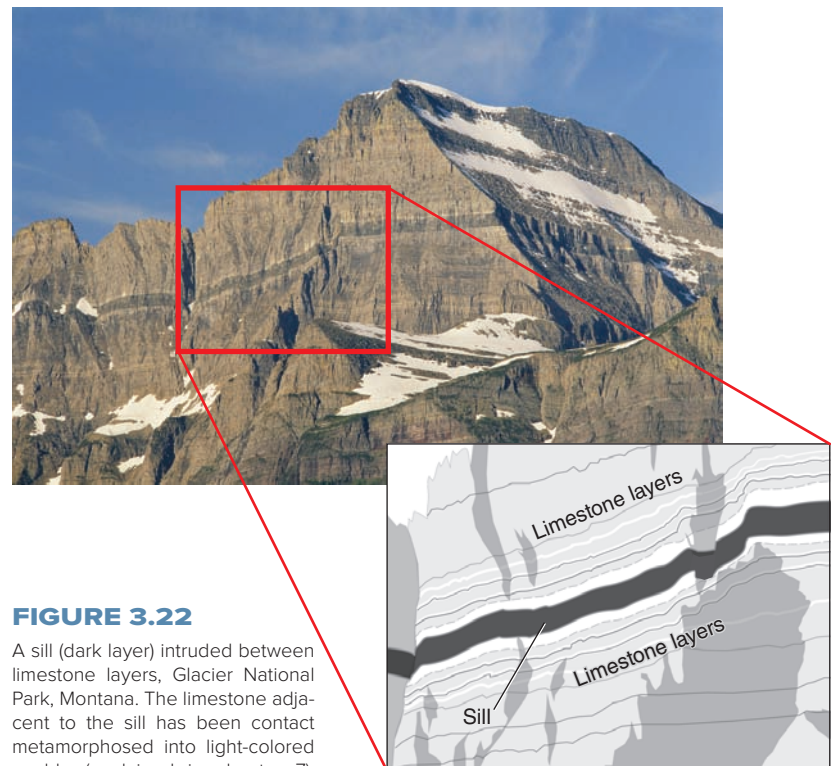 Limestone layers
Limestone layers
Sill
FIGURE 3.22
A sill (dark layer) intruded between
limestone layers, Glacier National
Park, Montana. The limestone adja-
cent to the sill has been contact
metamorphosed into light-colored